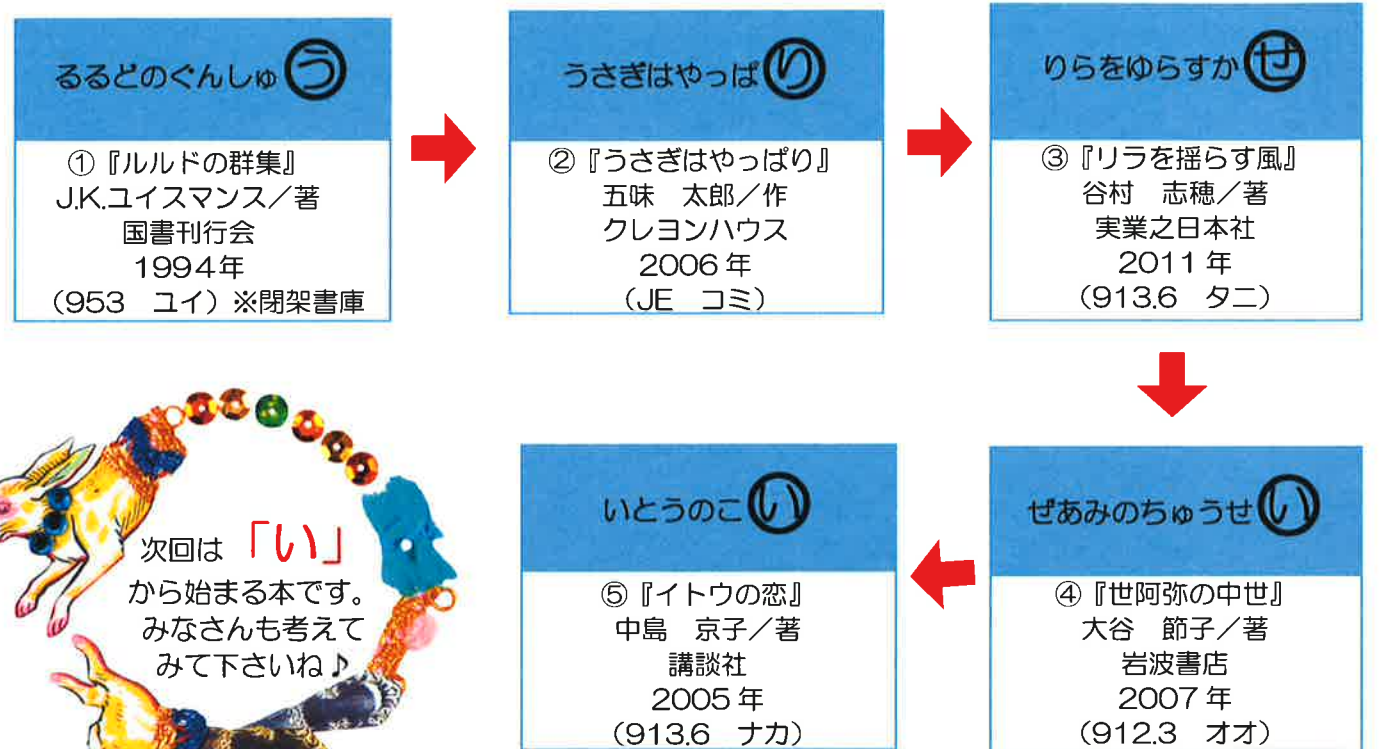 るるどのぐんしゅう
①『ルルドの群集』
J.K.ユイスマンス／著
国書刊行会
1994年
（953　ユイ）※閉架書庫
うさぎはやっぱり
②『うさぎはやっぱり』
五味　太郎／作
クレヨンハウス
2006年
（JE　コミ）
りらをゆらすかぜ
③『リラを揺らす風』
谷村　志穂／著
実業之日本社
2011年
（913.6　タニ）
ぜあみのちゅうせい
④『世阿弥の中世』
大谷　節子／著
岩波書店
2007年
（912.3　オオ）
いとうのこい
⑤『イトウの恋』
中島　京子／著
講談社
2005年
（913.6　ナカ）
次回は「い」
から始まる本です。
みなさんも考えて
みて下さいね♪